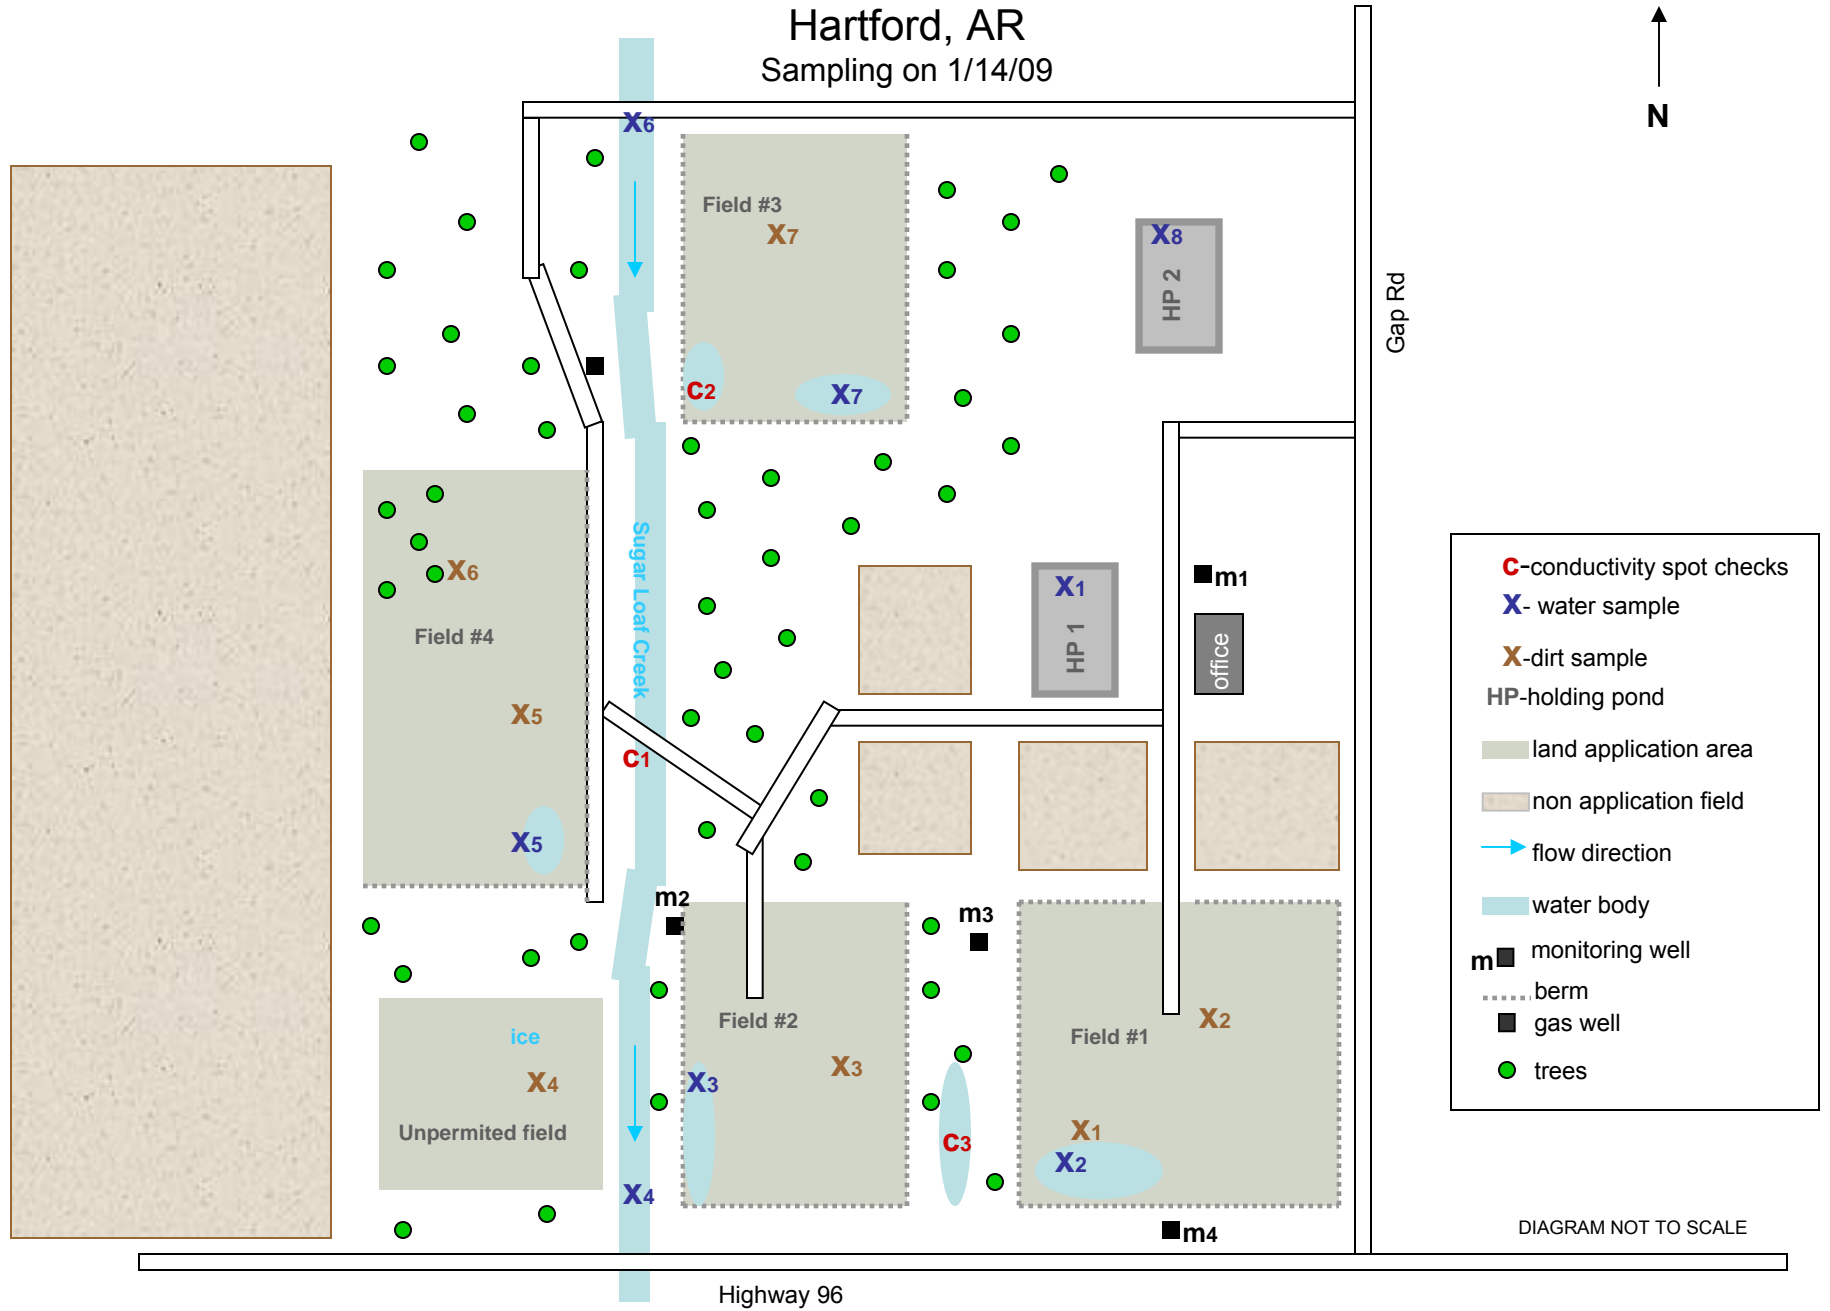 Hartford, AR
Sampling on 1/14/09
N
X6
Field #3
X7
X8
HP 2
Gap Rd
C2
X7
Sugar Loaf Creek
X6
Field #4
X1
HP 1
m1
office
X5
C1
X5
m2
m3
ice
X4
Unpermited field
Field #2
X3
X3
Field #1
X2
X1
X2
C3
X4
m4
Highway 96
C-conductivity spot checks
X- water sample
X-dirt sample
HP-holding pond
land application area
non application field
flow direction
water body
m monitoring well
berm
gas well
trees
DIAGRAM NOT TO SCALE